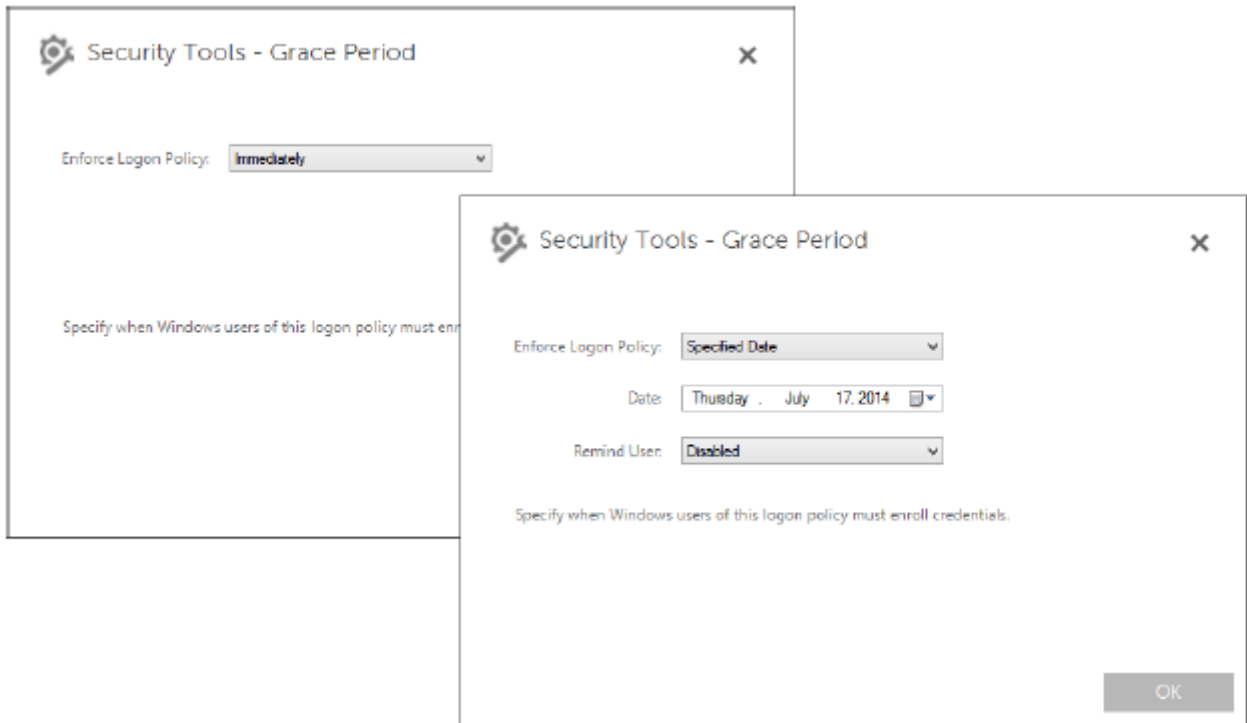 Security Tools - Grace Period
Enforce Logon Policy: Immediately
Specify when Windows users of this logon policy must enr
Security Tools - Grace Period
Enforce Logon Policy: Specified Date
Date: Thursday , July 17, 2014
Remind User: Disabled
Specify when Windows users of this logon policy must enroll credentials.
OK